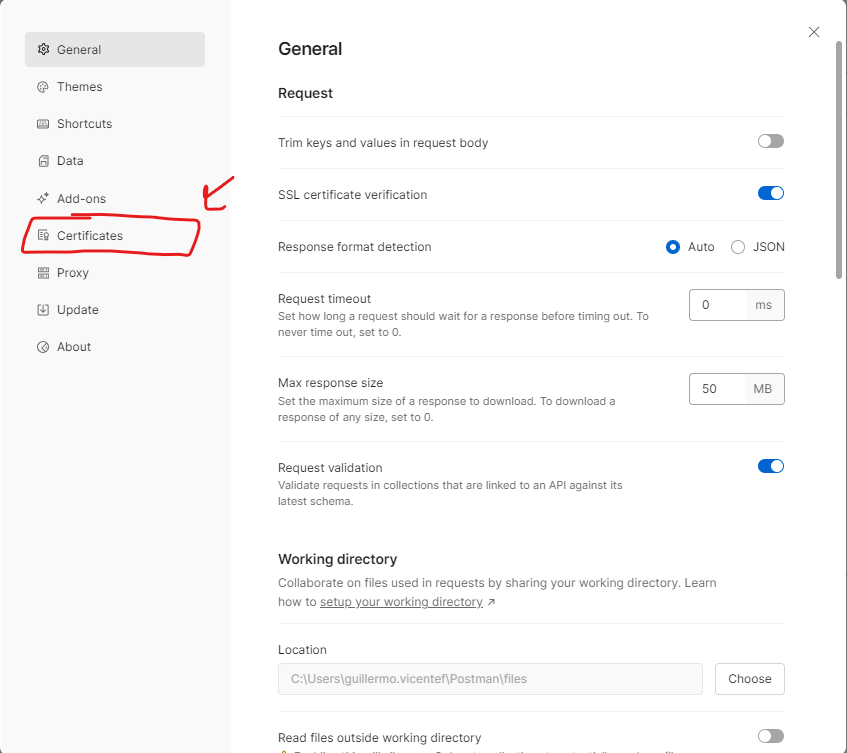 General
Themes
Shortcuts
Data
Add-ons
Certificates
Proxy
Update
About
General
Request
Trim keys and values in request body
SSL certificate verification
Response format detection
Auto
JSON
Request timeout
Set how long a request should wait for a response before timing out. To
never time out, set to 0.
0 ms
Max response size
Set the maximum size of a response to download. To download a
response of any size, set to 0.
50 MB
Request validation
Validate requests in collections that are linked to an API against its
latest schema.
Working directory
Collaborate on files used in requests by sharing your working directory. Learn
how to setup your working directory ↗
Location
C:\Users\guillermo.vicentef\Postman\files
Choose
Read files outside working directory